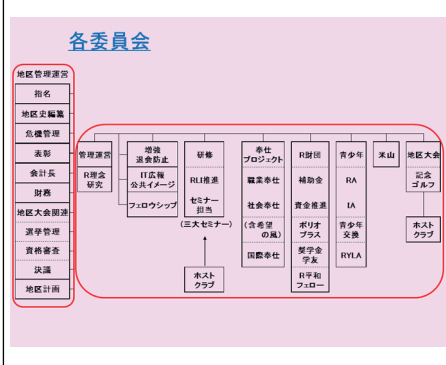 各委員会
地区管理運営
指名
地区史編纂
危機管理
表彰
会計長
財務
地区大会関連
選挙管理
資格審査
決議
地区計画
管理運営
R理念
研究
増強
退会防止
IT広報
公共イメージ
フェロウシップ
研修
RLI推進
セミナー
担当
(三大セミナー)
ホスト
クラブ
奉仕
プロジェクト
職業奉仕
社会奉仕
(含希望
の風)
国際奉仕
R財団
補助金
資金推進
ポリオ
プラス
奨学金
学友
R平和
フェロー
青少年
RA
IA
青少年
交換
RYLA
米山
地区大会
記念
ゴルフ
ホスト
クラブ